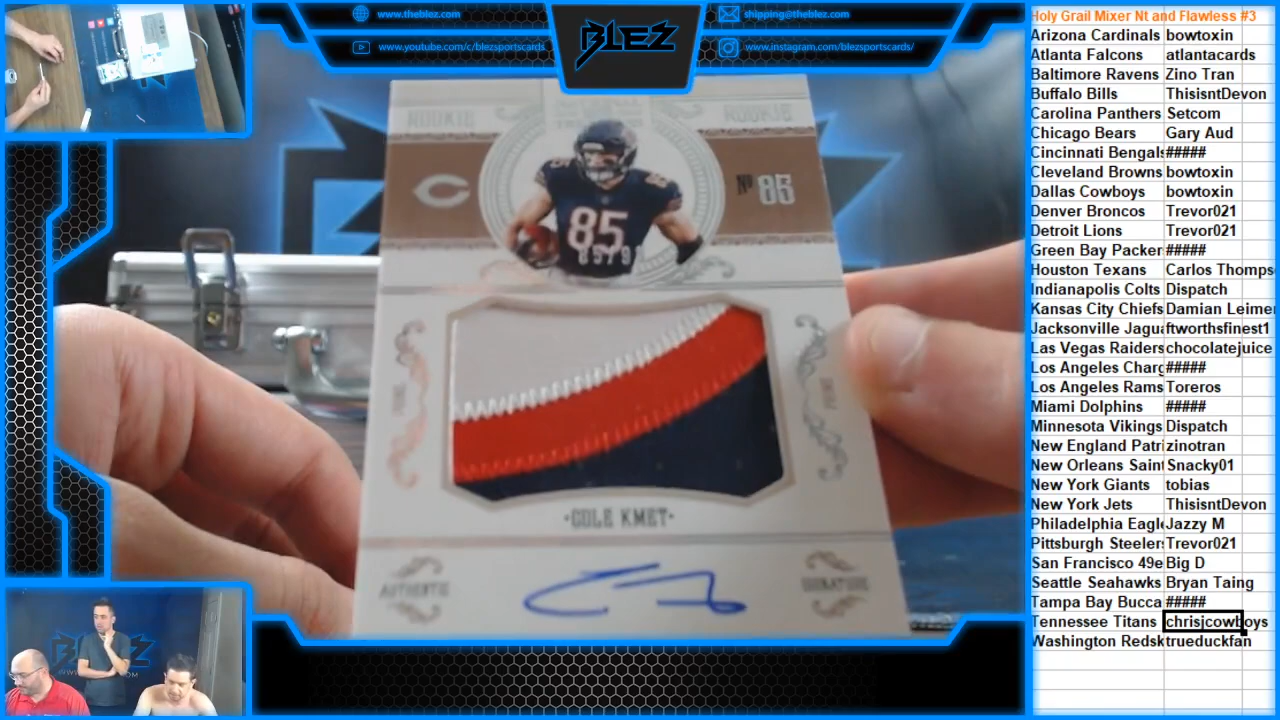 www.theblez.com
shipping@theblez.com
www.youtube.com/c/blezsportscards
www.instagram.com/blezsportscards/
BLEZ
ROOKIE
ROOKIE
Nº 85
85
PRIME
PRIME
·COLE KMET·
AUTHENTIC
SIGNATURE
Holy Grail Mixer Nt and Flawless #3
Arizona Cardinals bowtoxin
Atlanta Falcons atlantacards
Baltimore Ravens Zino Tran
Buffalo Bills ThisisntDevon
Carolina Panthers Setcom
Chicago Bears Gary Aud
Cincinnati Bengals #####
Cleveland Browns bowtoxin
Dallas Cowboys bowtoxin
Denver Broncos Trevor021
Detroit Lions Trevor021
Green Bay Packer #####
Houston Texans Carlos Thomps
Indianapolis Colts Dispatch
Kansas City Chiefs Damian Leimer
Jacksonville Jagua ftworthsfinest1
Las Vegas Raiders chocolatejuice
Los Angeles Charg #####
Los Angeles Rams Toreros
Miami Dolphins #####
Minnesota Vikings Dispatch
New England Patri zinotran
New Orleans Saint Snacky01
New York Giants tobias
New York Jets ThisisntDevon
Philadelphia Eagle Jazzy M
Pittsburgh Steelers Trevor021
San Francisco 49e Big D
Seattle Seahawks Bryan Taing
Tampa Bay Bucca #####
Tennessee Titans chrisjcowboys
Washington Redsk trueduckfan